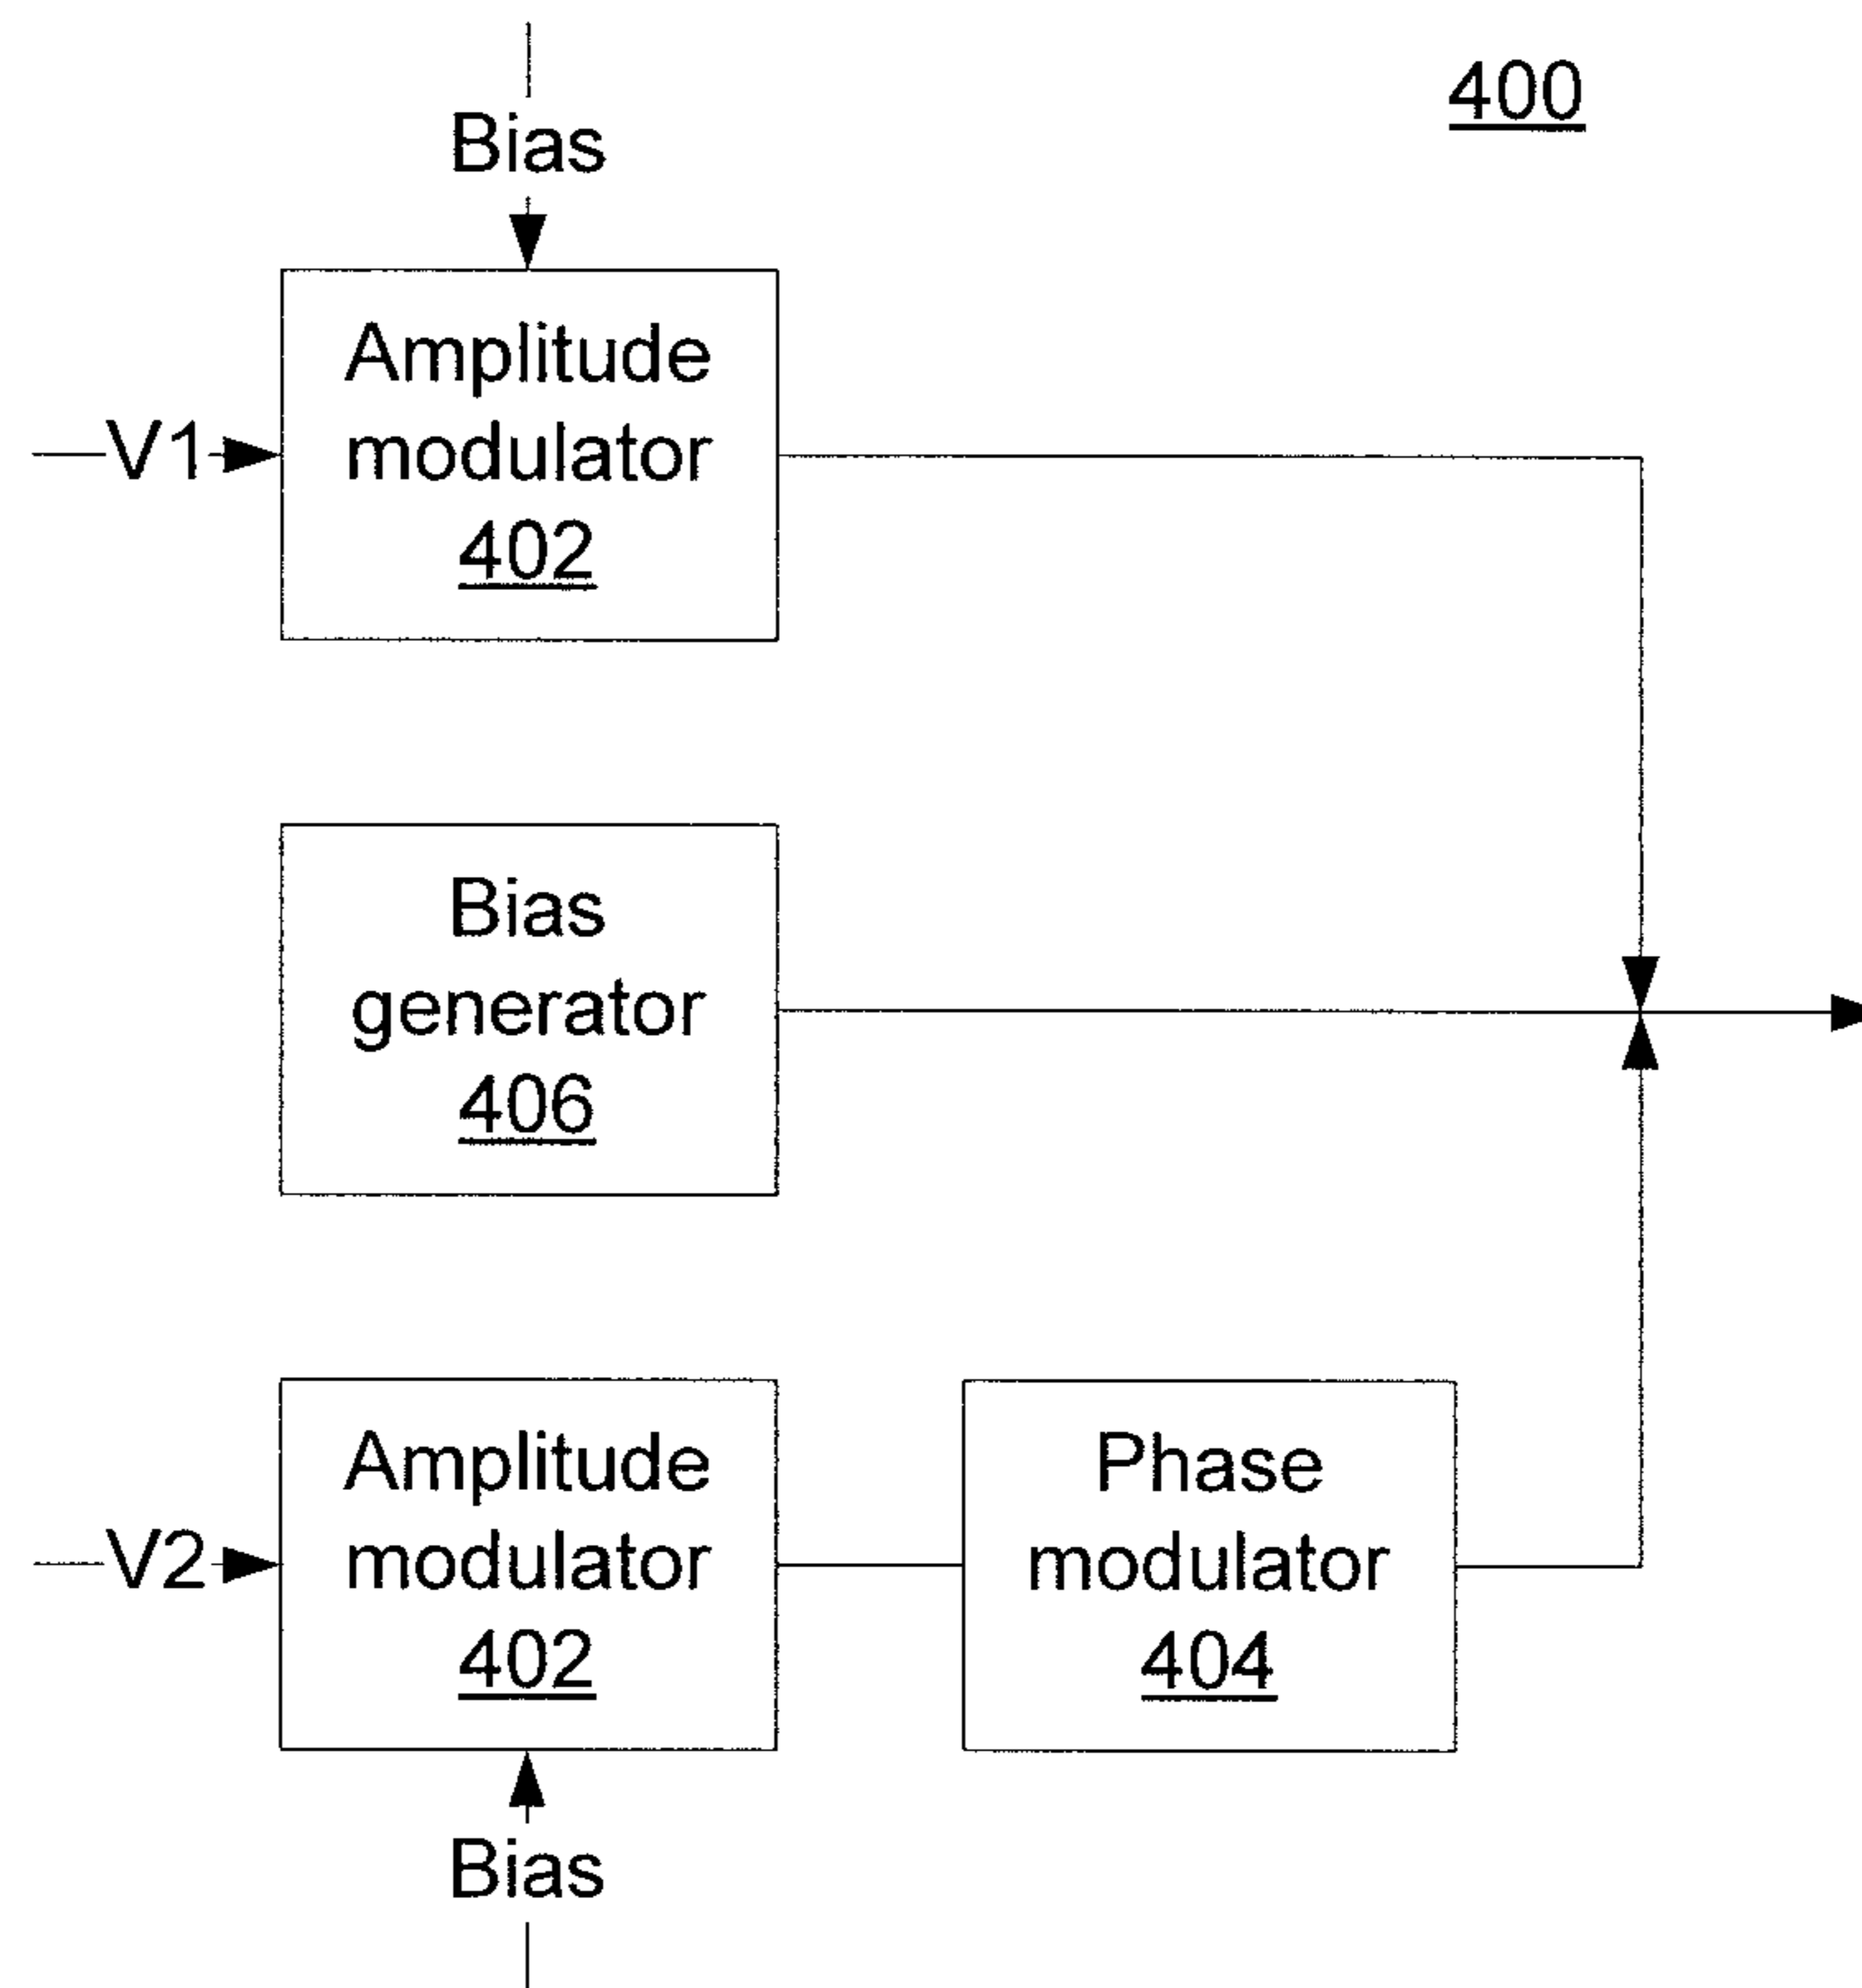 400
Bias
Amplitude
modulator
402
V1
Bias
generator
406
V2
Amplitude
modulator
402
Phase
modulator
404
Bias